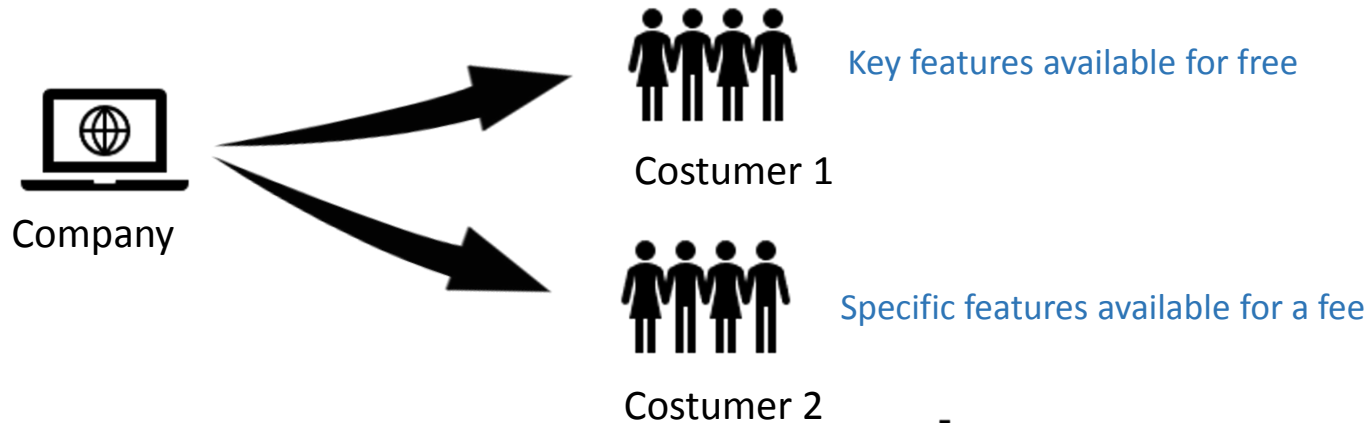 Key features available for free
Costumer 1
Company
Specific features available for a fee
Costumer 2
-